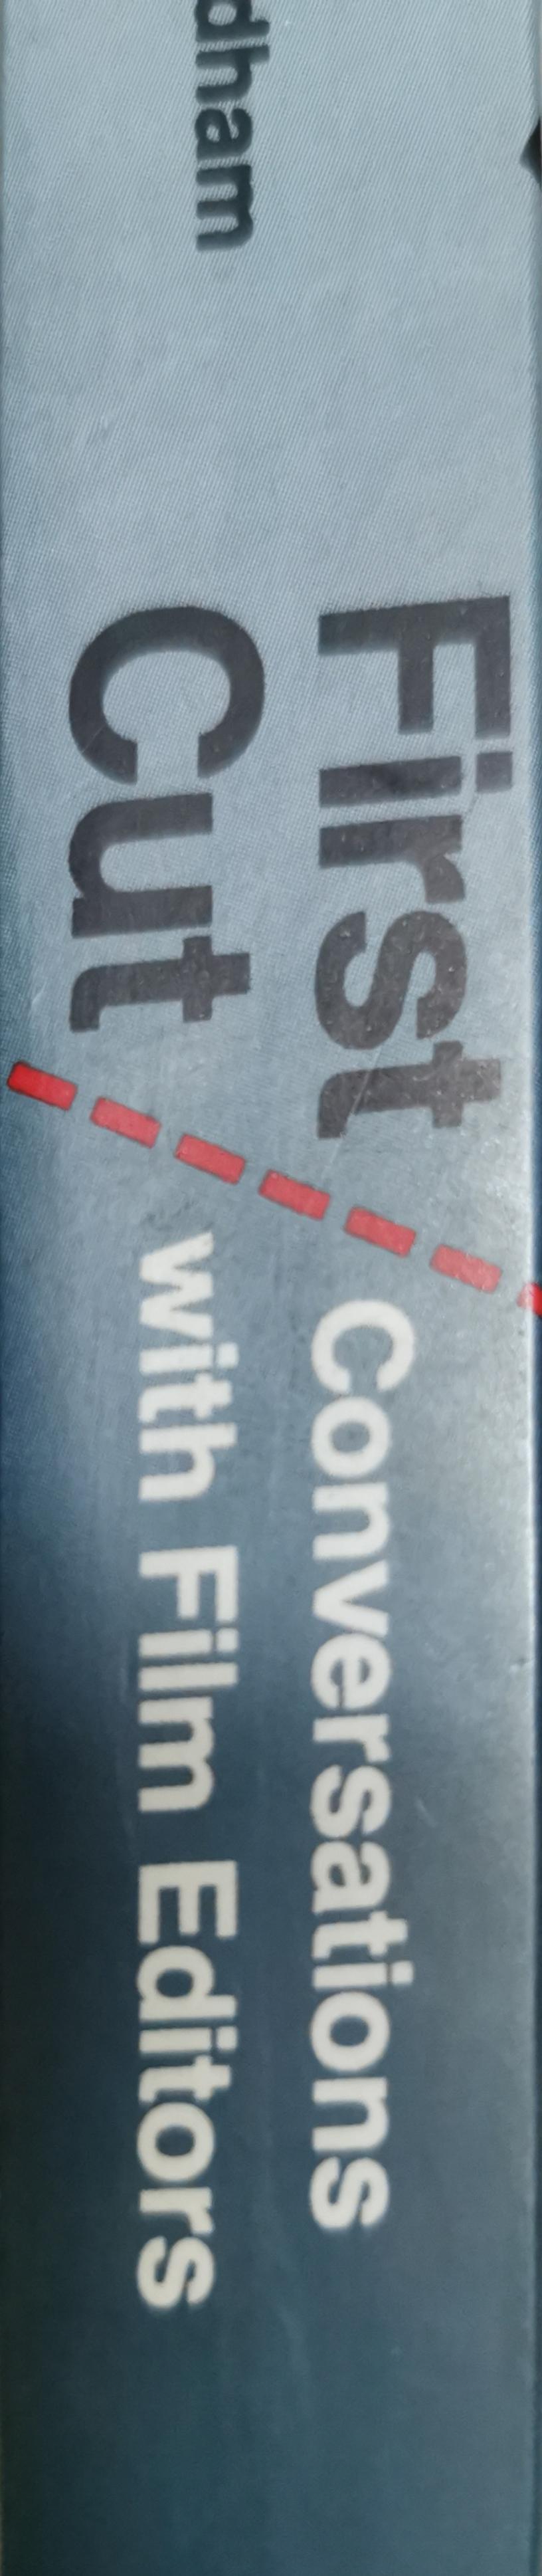 dham
First
Cut
Conversations
with Film Editors